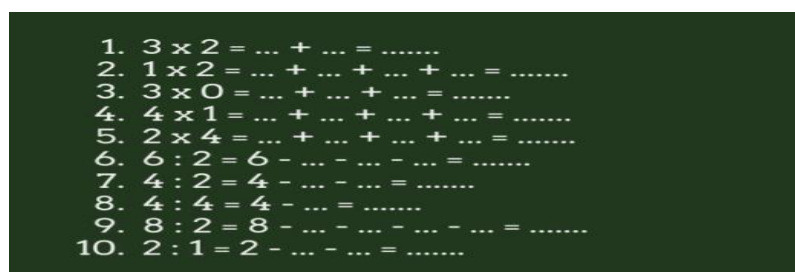 1. 3 x 2 = ... + ... = .......
2. 1 x 2 = ... + ... + ... + ... = .......
3. 3 x 0 = ... + ... + ... = .......
4. 4 x 1 = ... + ... + ... + ... = .......
5. 2 x 4 = ... + ... + ... + ... = .......
6. 6 : 2 = 6 - ... - ... - ... = .......
7. 4 : 2 = 4 - ... - ... = .......
8. 4 : 4 = 4 - ... = .......
9. 8 : 2 = 8 - ... - ... - ... - ... = .......
10. 2 : 1 = 2 - ... - ... = .......